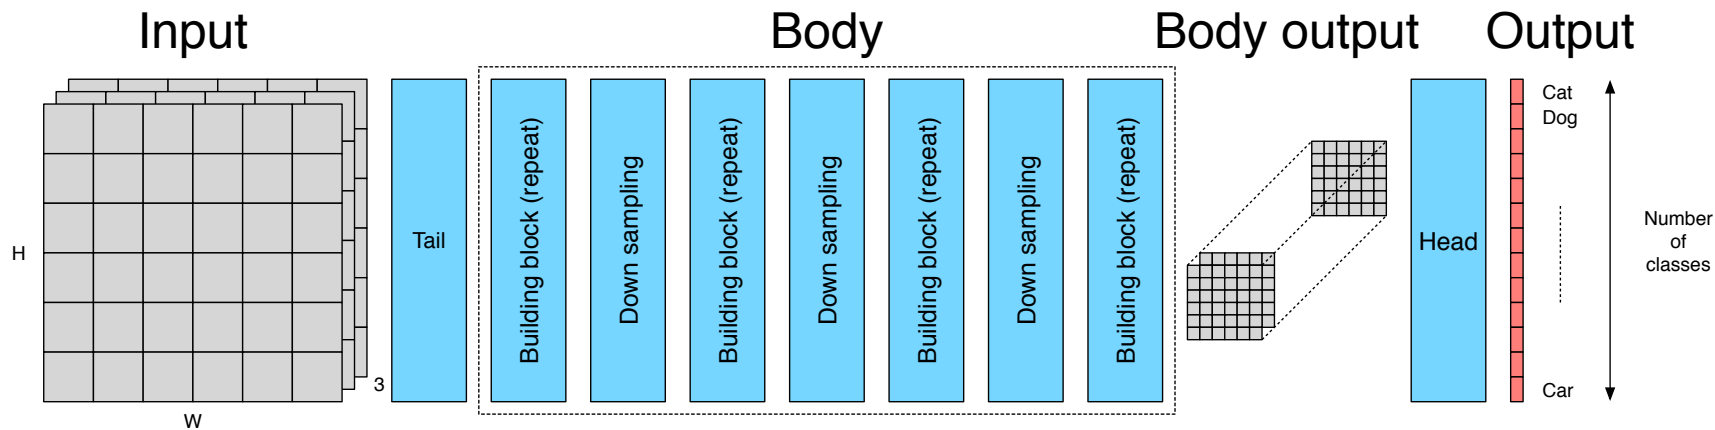 Input
Body
Body output
Output
H
W
3
Tail
Building block (repeat)
Down sampling
Building block (repeat)
Down sampling
Building block (repeat)
Down sampling
Building block (repeat)
Head
Cat
Dog
Car
Number
of
classes